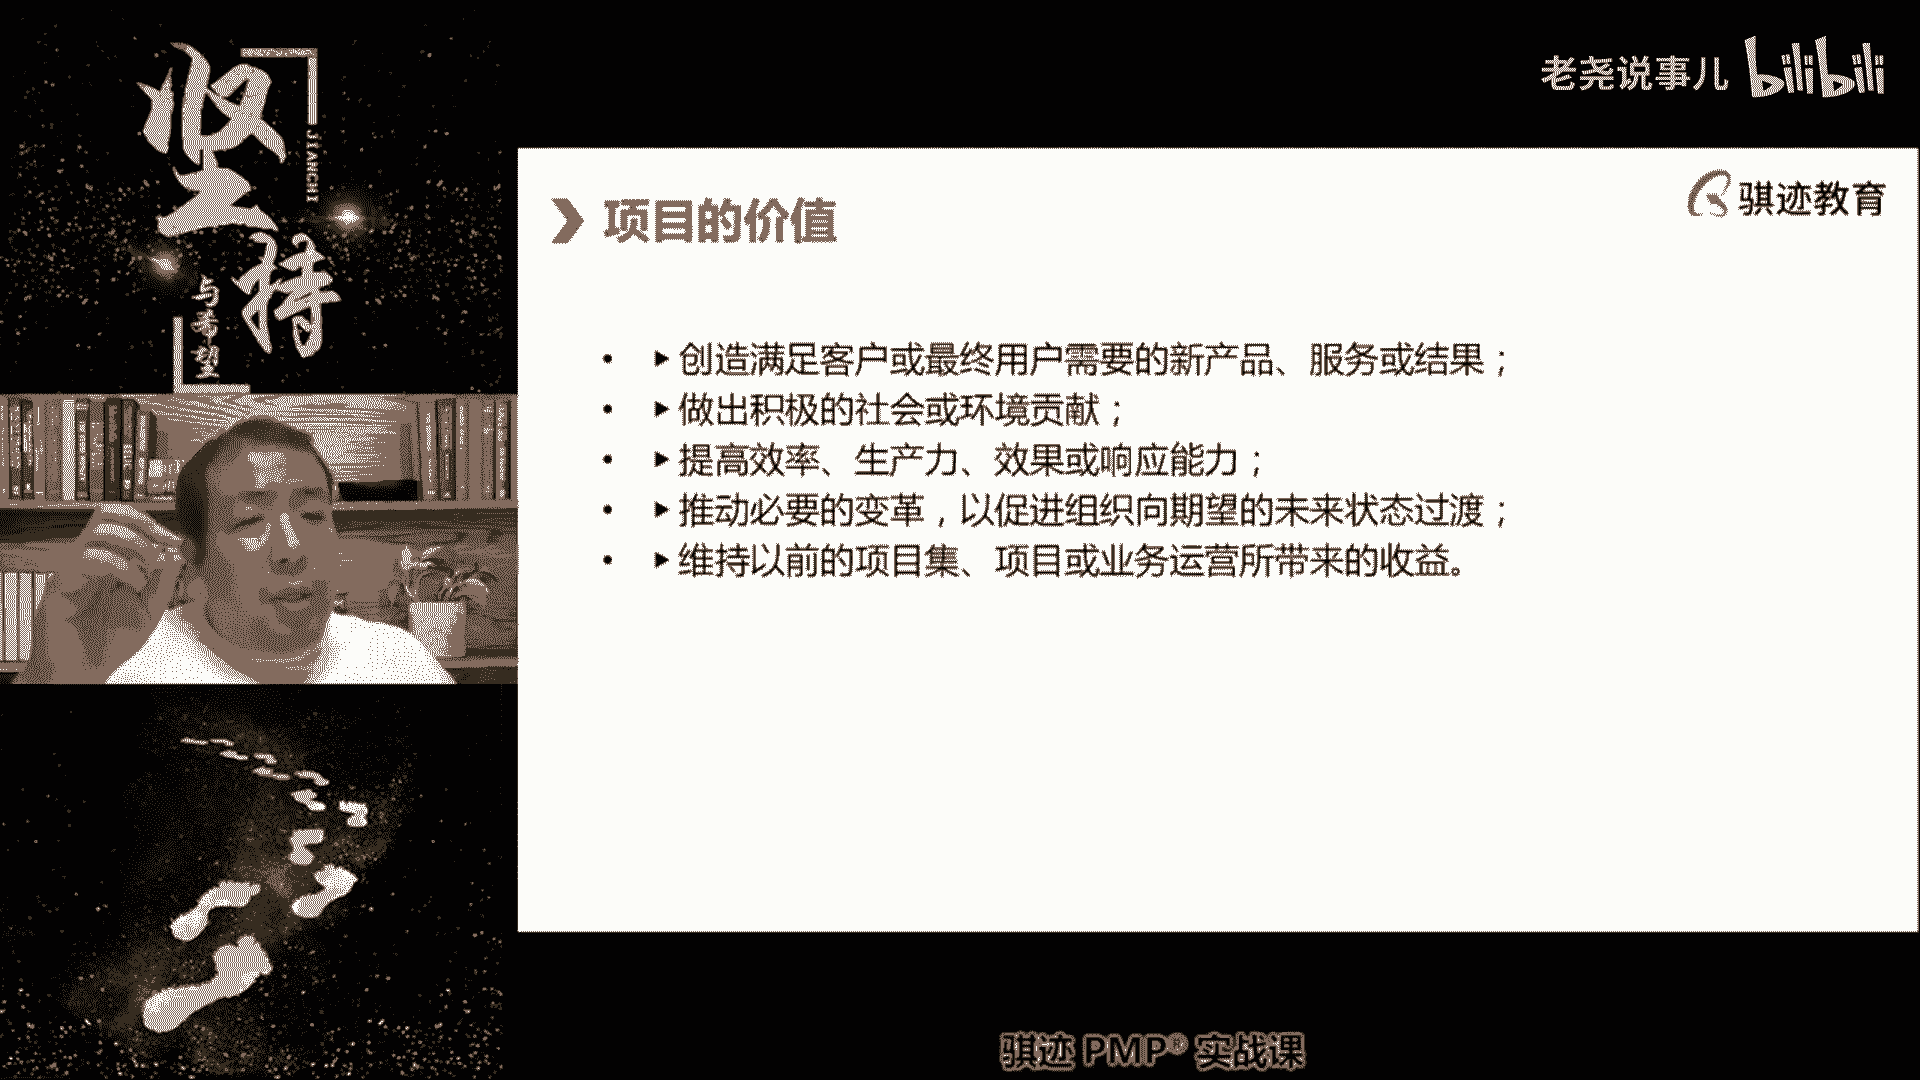 坚持
JIANCHI
与希望
老尧说事儿 bilibili
骐迹教育
项目的价值
• ▶创造满足客户或最终用户需要的新产品、服务或结果；
• ▶做出积极的社会或环境贡献；
• ▶提高效率、生产力、效果或响应能力；
• ▶推动必要的变革，以促进组织向期望的未来状态过渡；
• ▶维持以前的项目集、项目或业务运营所带来的收益。
骐迹 PMP® 实战课